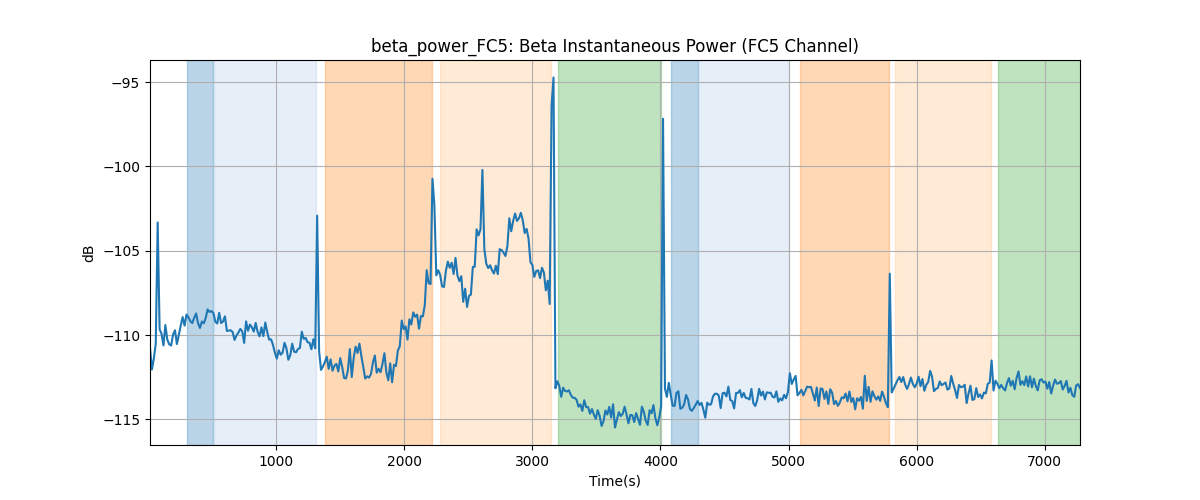 beta_power_FC5: Beta Instantaneous Power (FC5 Channel)
dB
−95
−100
−105
−110
−115
1000 2000 3000 4000 5000 6000 7000
Time(s)